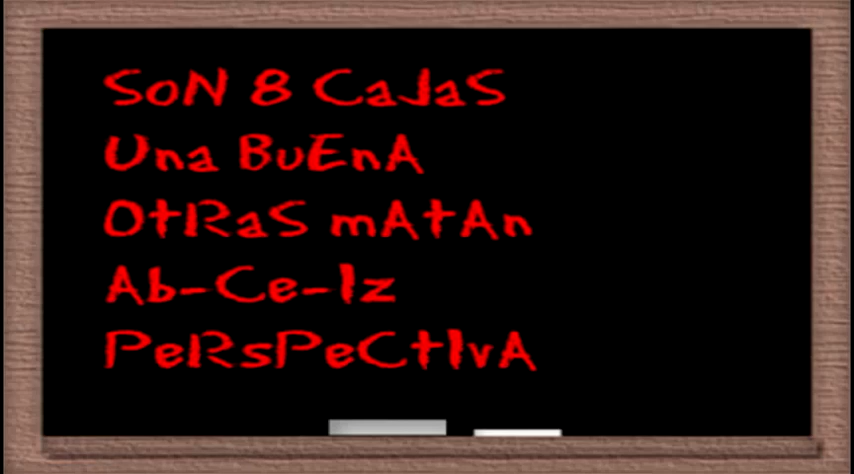 SoN 8 CaJaS
Una BuEnA
OtRaS mAtAn
Ab-Ce-Iz
PeRsPeCtIvA